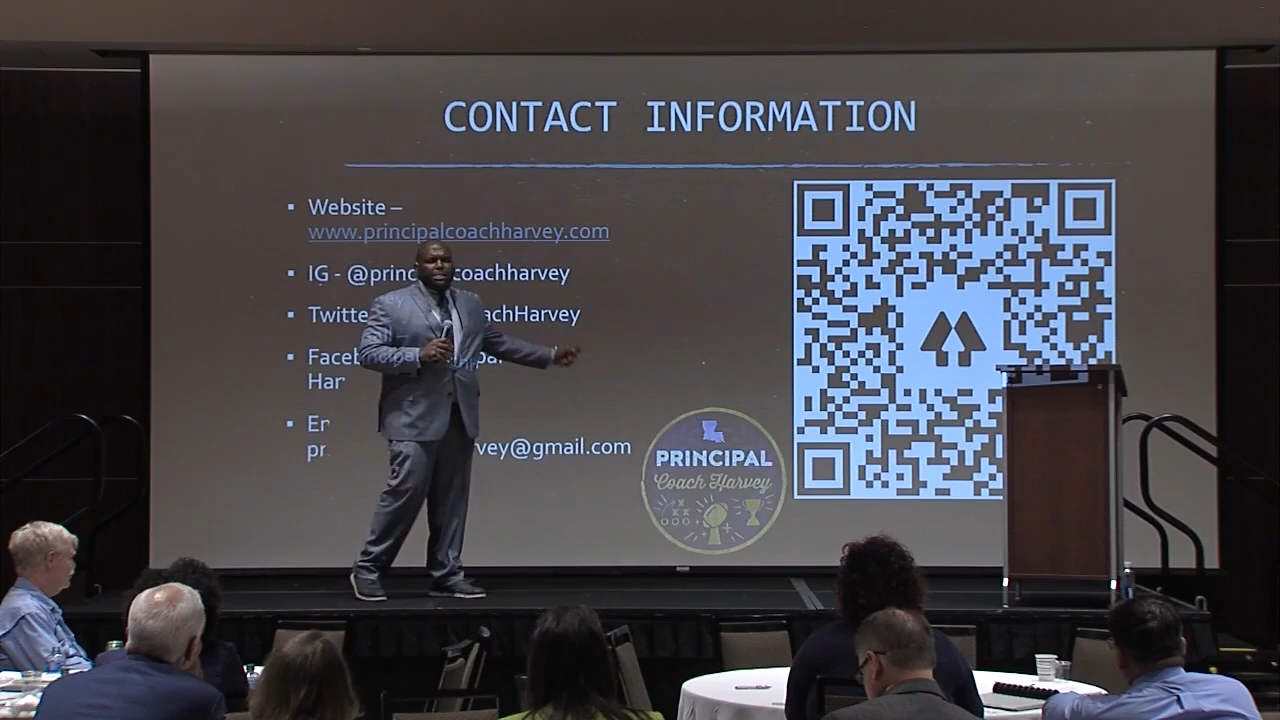 CONTACT INFORMATION
▪ Website –
www.principalcoachharvey.com
▪ IG - @princ coachharvey
▪ Twitte achHarvey
▪ Faceb
Har
▪ E
pr vey@gmail.com
PRINCIPAL
Coach Harvey